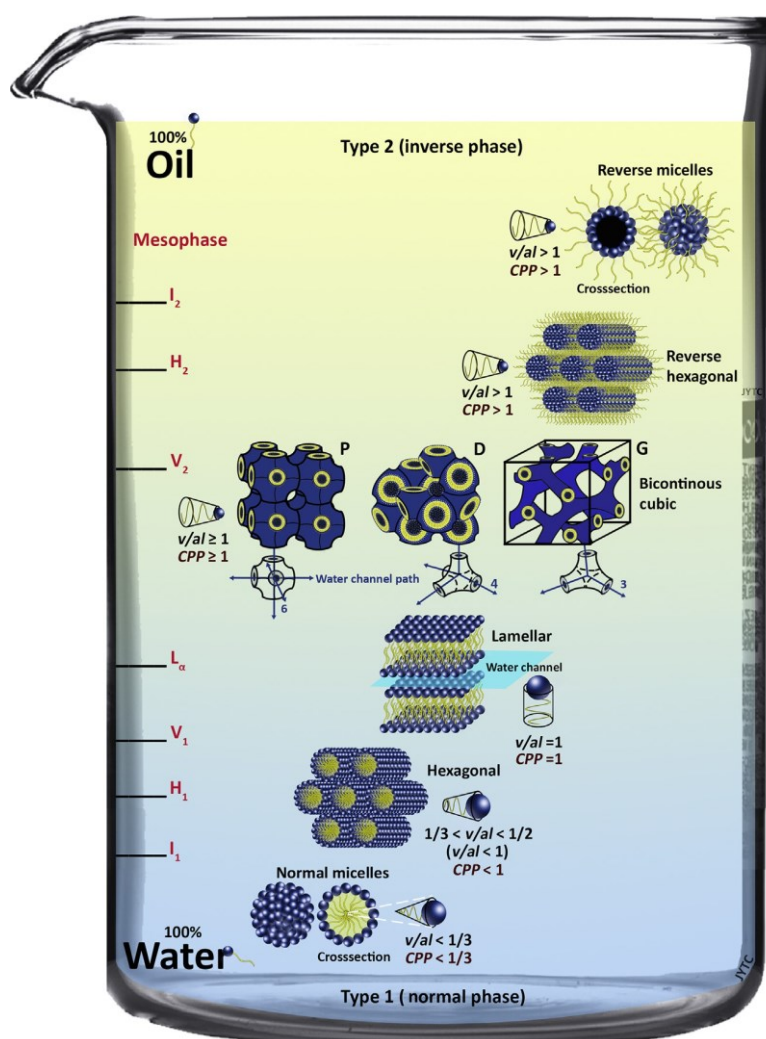 100%
Oil
Type 2 (inverse phase)
Reverse micelles
Mesophase
v/al > 1
CPP > 1
Crosssection
I₂
H₂
v/al > 1
CPP > 1
Reverse
hexagonal
JYTC
V₂
P
D
G
Bicontinous
cubic
v/al ≥ 1
CPP ≥ 1
Water channel path
6
4
3
Lα
Lamellar
Water channel
v/al =1
CPP =1
V₁
H₁
Hexagonal
1/3 < v/al < 1/2
(v/al < 1)
CPP < 1
I₁
Normal micelles
Crosssection
v/al < 1/3
CPP < 1/3
100%
Water
JYTC
Type 1 ( normal phase)